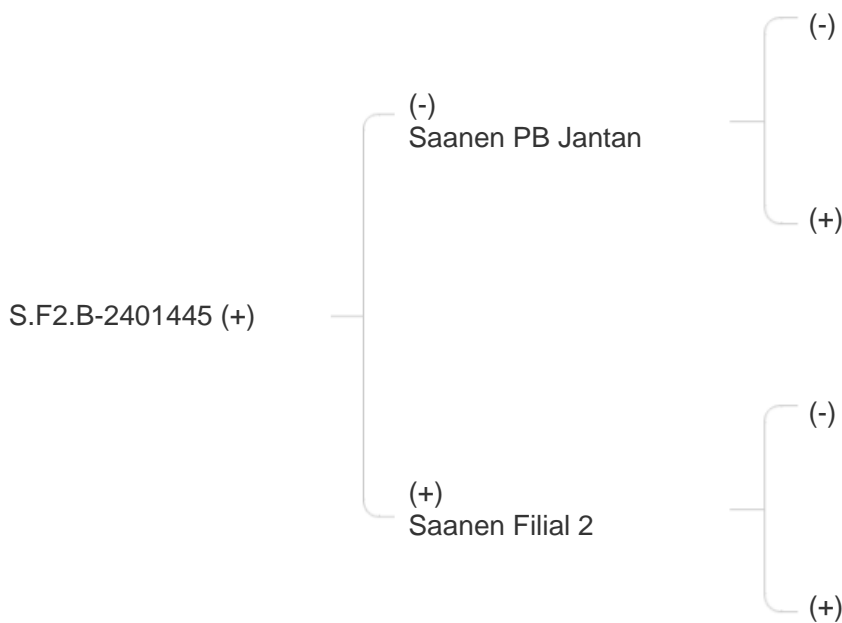 (-)
(-)
Saanen PB Jantan
(+)
S.F2.B-2401445 (+)
(-)
(+)
Saanen Filial 2
(+)